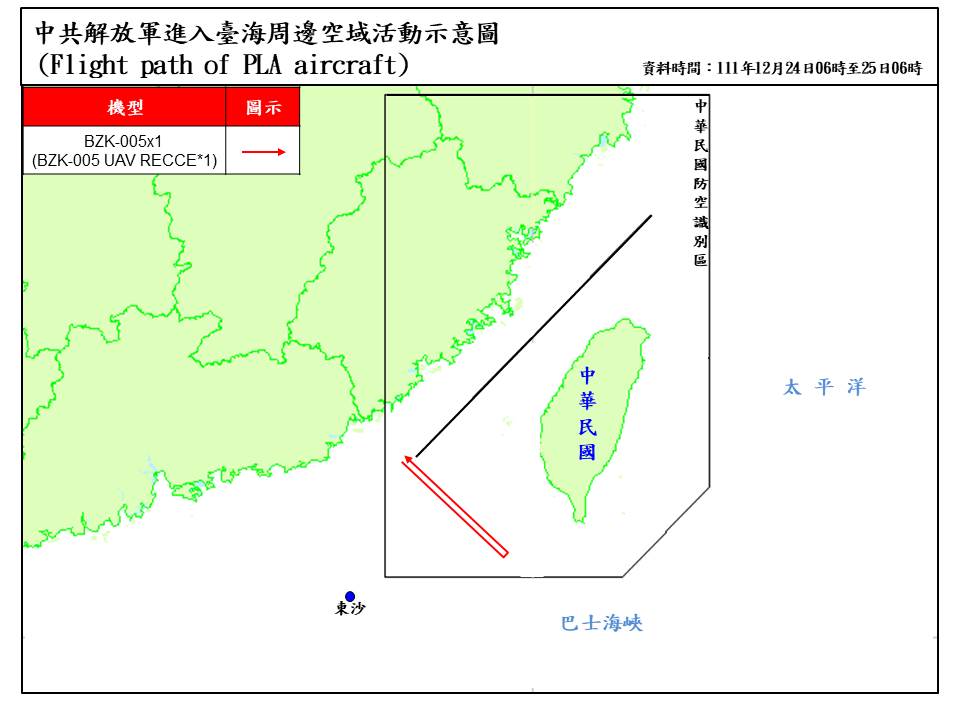 中共解放軍進入臺海周邊空域活動示意圖
(Flight path of PLA aircraft)
資料時間：111年12月24日06時至25日06時
機型
圖示
BZK-005x1
(BZK-005 UAV RECCE*1)
中華民國防空識別區
中華民國
太平洋
東沙
巴士海峽